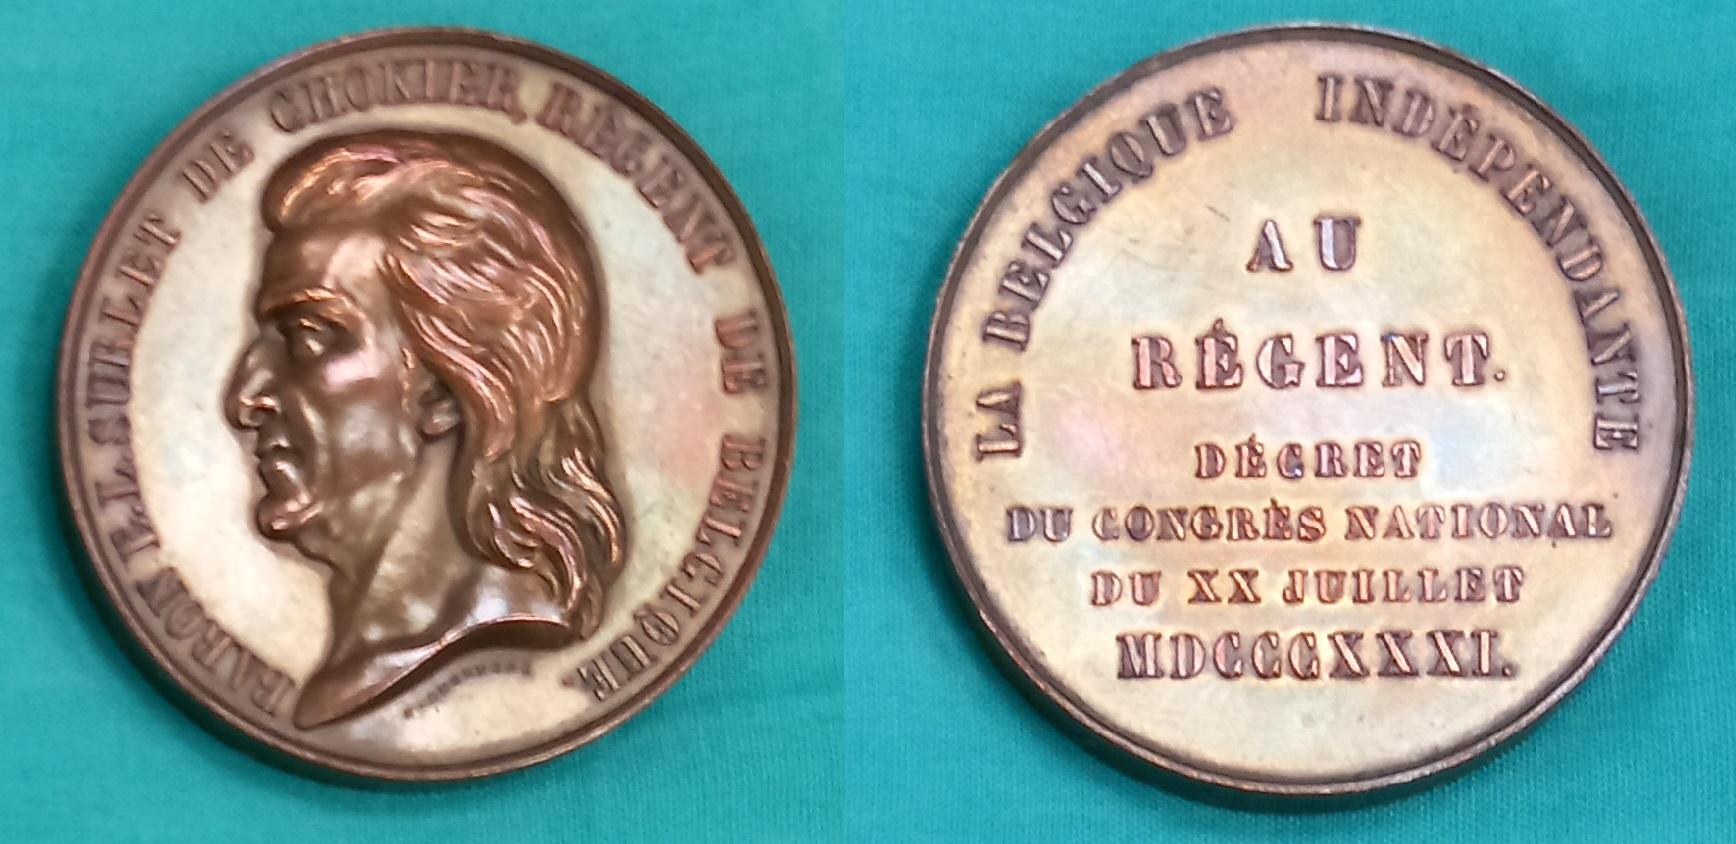 BARON E. L. SURLET DE CHOKIER, RÉGENT DE BELGIQUE.
LA BELGIQUE INDÉPENDANTE
AU
RÉGENT.
DÉCRET
DU CONGRÈS NATIONAL
DU XX JUILLET
MDCCCXXXI.